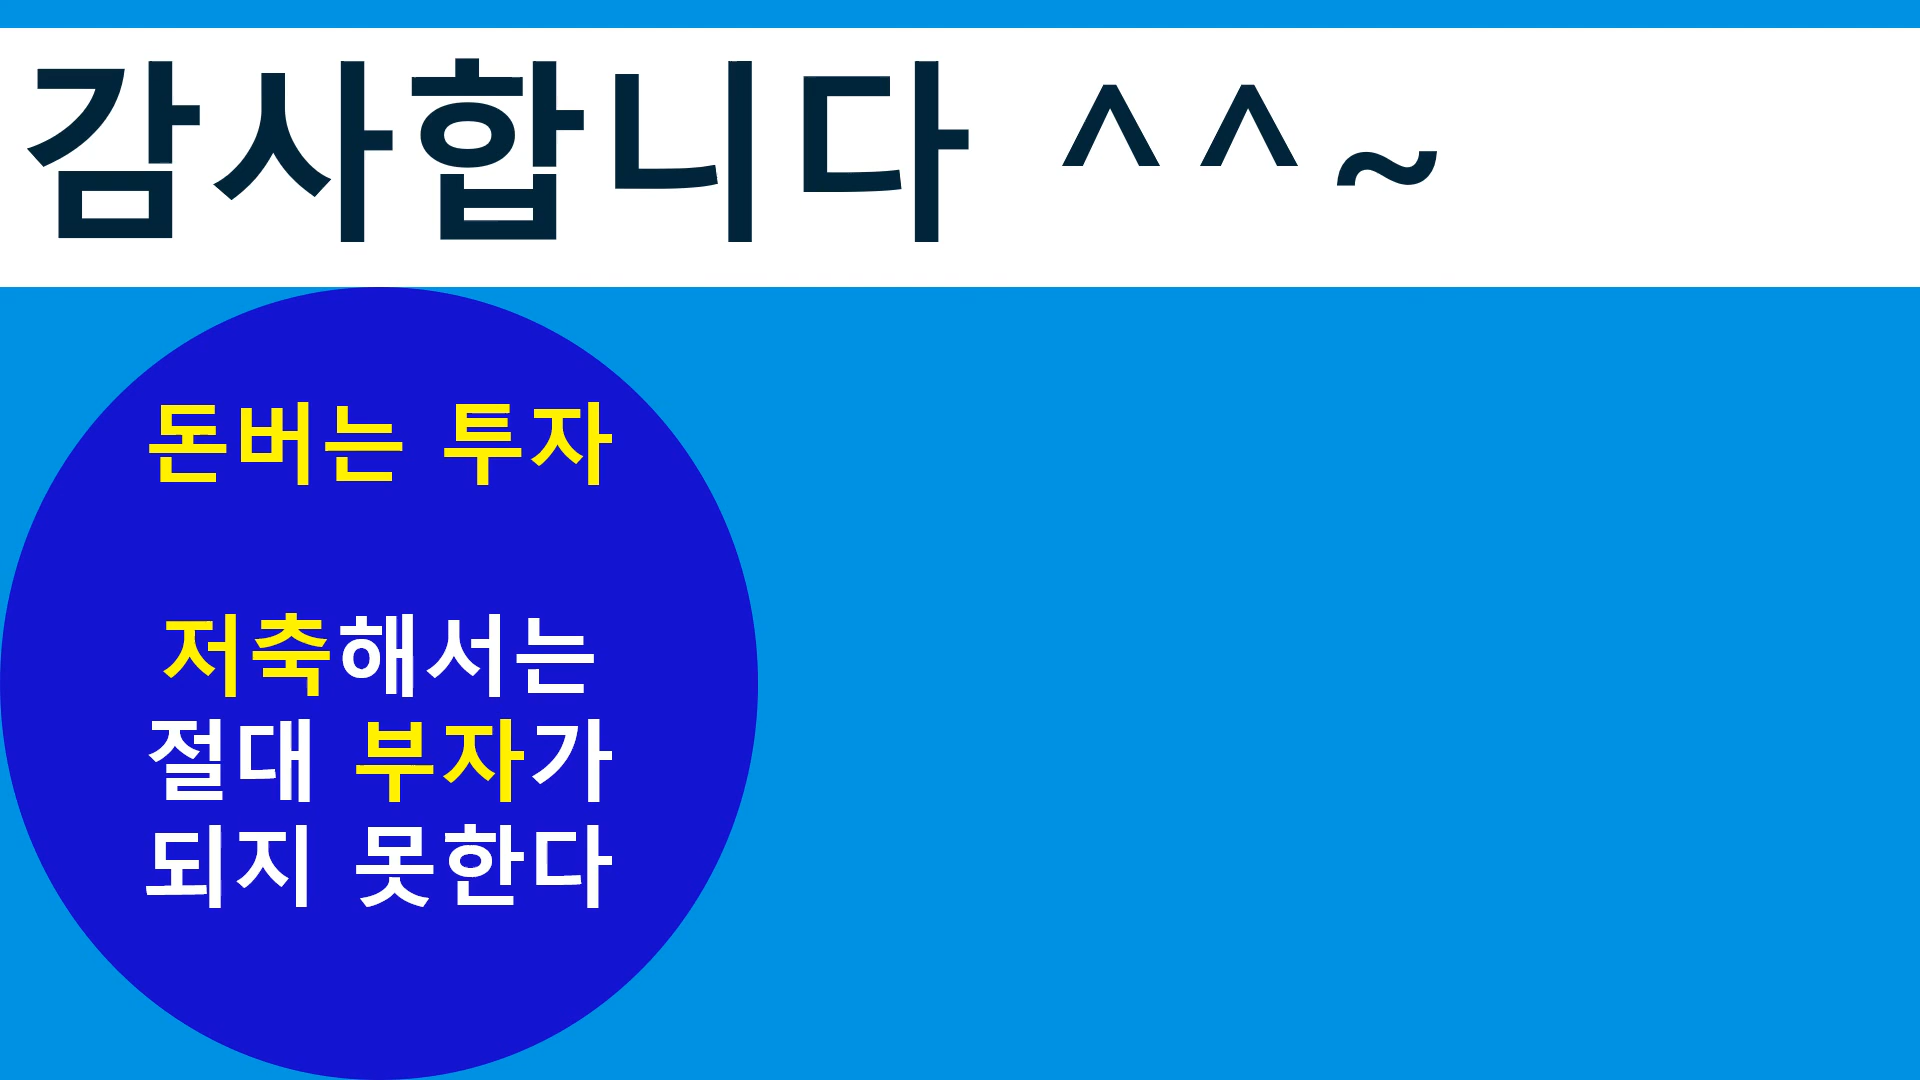 감사합니다 ^^~
돈버는 투자
저축해서는
절대 부자가
되지 못한다